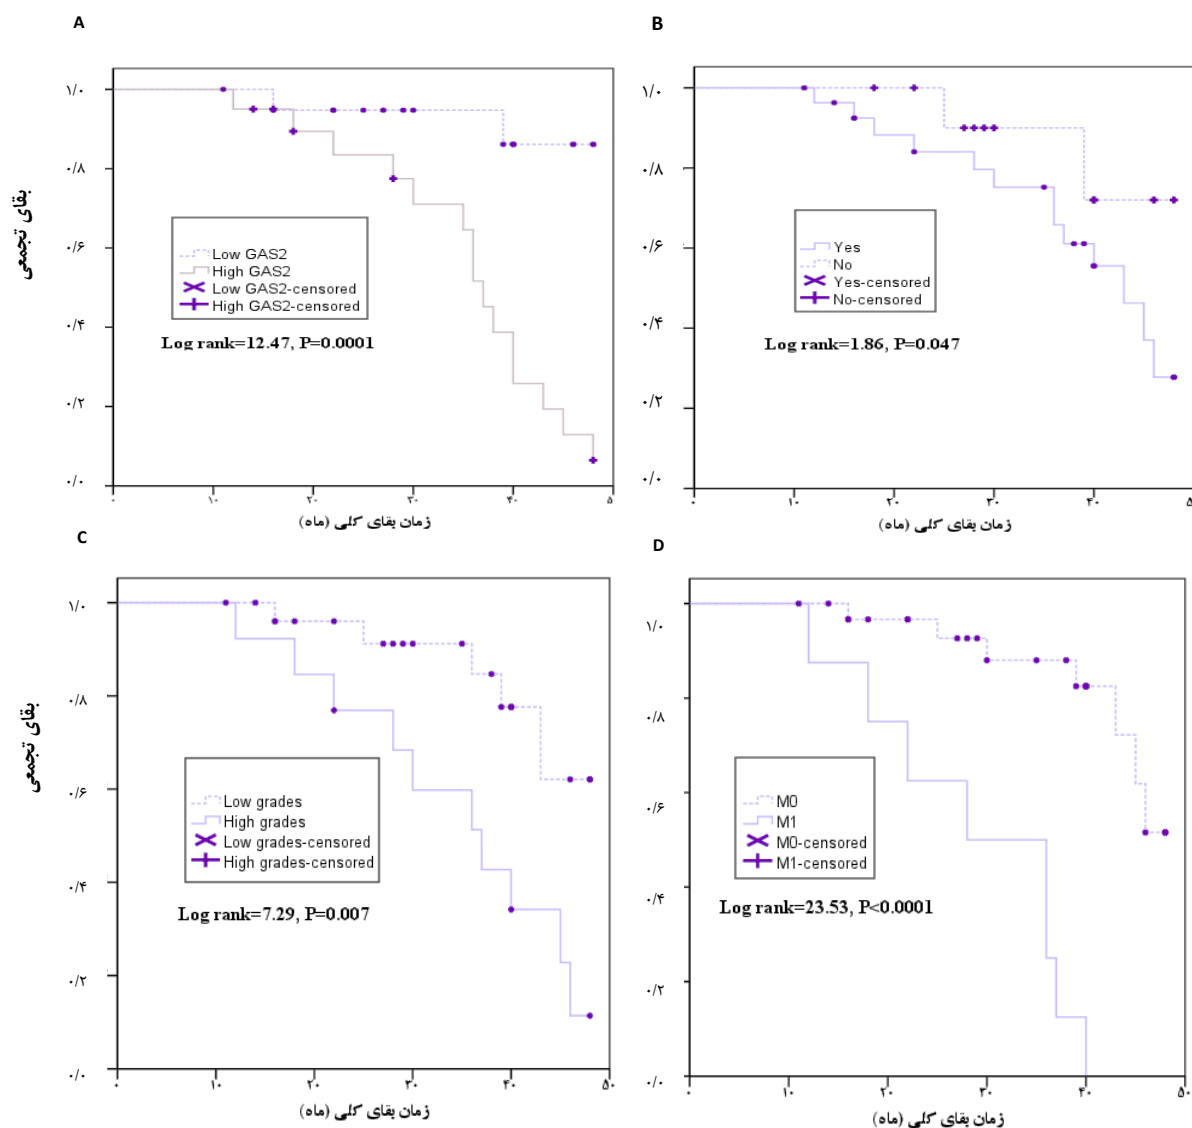 A
بقای تجمعی
۱/۰
۰/۸
۰/۶
۰/۴
۰/۲
۰/۰
Low GAS2
High GAS2
Low GAS2-censored
High GAS2-censored
Log rank=12.47, P=0.0001
۰ ۱۰ ۲۰ ۳۰ ۴۰ ۵
زمان بقای کلی (ماه)
B
۱/۰
۰/۸
۰/۶
۰/۴
۰/۲
۰/۰
Yes
No
Yes-censored
No-censored
Log rank=1.86, P=0.047
۰ ۱۰ ۲۰ ۳۰ ۴۰ ۵
زمان بقای کلی (ماه)
C
بقای تجمعی
۱/۰
۰/۸
۰/۶
۰/۴
۰/۲
۰/۰
Low grades
High grades
Low grades-censored
High grades-censored
Log rank=7.29, P=0.007
۰ ۱۰ ۲۰ ۳۰ ۴۰ ۵۰
زمان بقای کلی (ماه)
D
۱/۰
۰/۸
۰/۶
۰/۴
۰/۲
۰/۰
M0
M1
M0-censored
M1-censored
Log rank=23.53, P<0.0001
۰ ۱۰ ۲۰ ۳۰ ۴۰ ۵۰
زمان بقای کلی (ماه)